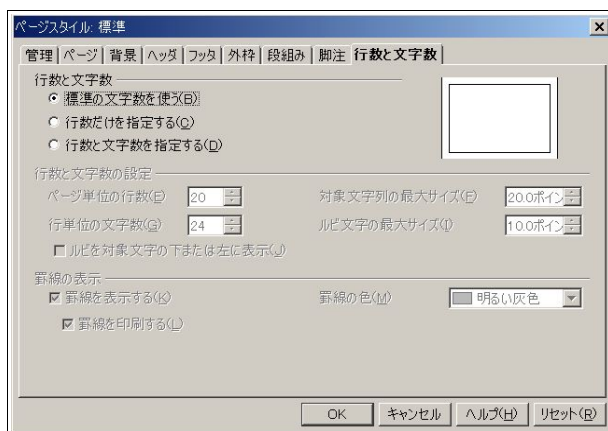 ページスタイル: 標準
管理 ページ 背景 ヘッダ フッタ 外枠 段組み 脚注 行数と文字数
行数と文字数
標準の文字数を使う(B)
行数だけを指定する(C)
行数と文字数を指定する(D)
行数と文字数の設定
ページ単位の行数(E) 20 対象文字列の最大サイズ(F) 20.0ポイン
行単位の文字数(G) 24 ルビ文字の最大サイズ(I) 10.0ポイン
ルビを対象文字の下または左に表示(J)
罫線の表示
罫線を表示する(K) 罫線の色(M) 明るい灰色
罫線を印刷する(L)
OK キャンセル ヘルプ(H) リセット(R)